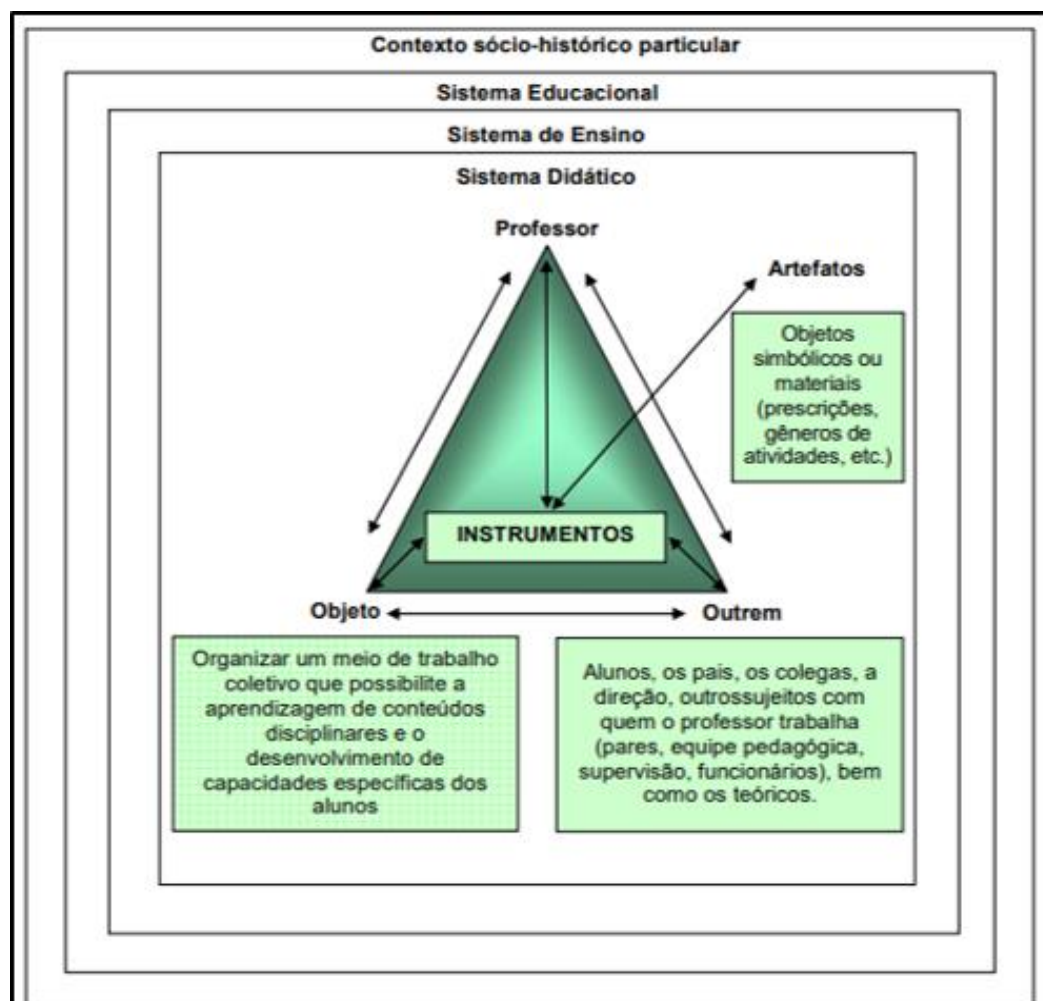 Contexto sócio-histórico particular
Sistema Educacional
Sistema de Ensino
Sistema Didático
Professor
Artefatos
Objetos
simbólicos ou
materiais
(prescrições,
gêneros de
atividades, etc.)
INSTRUMENTOS
Objeto
Outrem
Organizar um meio de trabalho
coletivo que possibilite a
aprendizagem de conteúdos
disciplinares e o
desenvolvimento de
capacidades específicas dos
alunos
Alunos, os pais, os colegas, a
direção, outrossujeitos com
quem o professor trabalha
(pares, equipe pedagógica,
supervisão, funcionários), bem
como os teóricos.